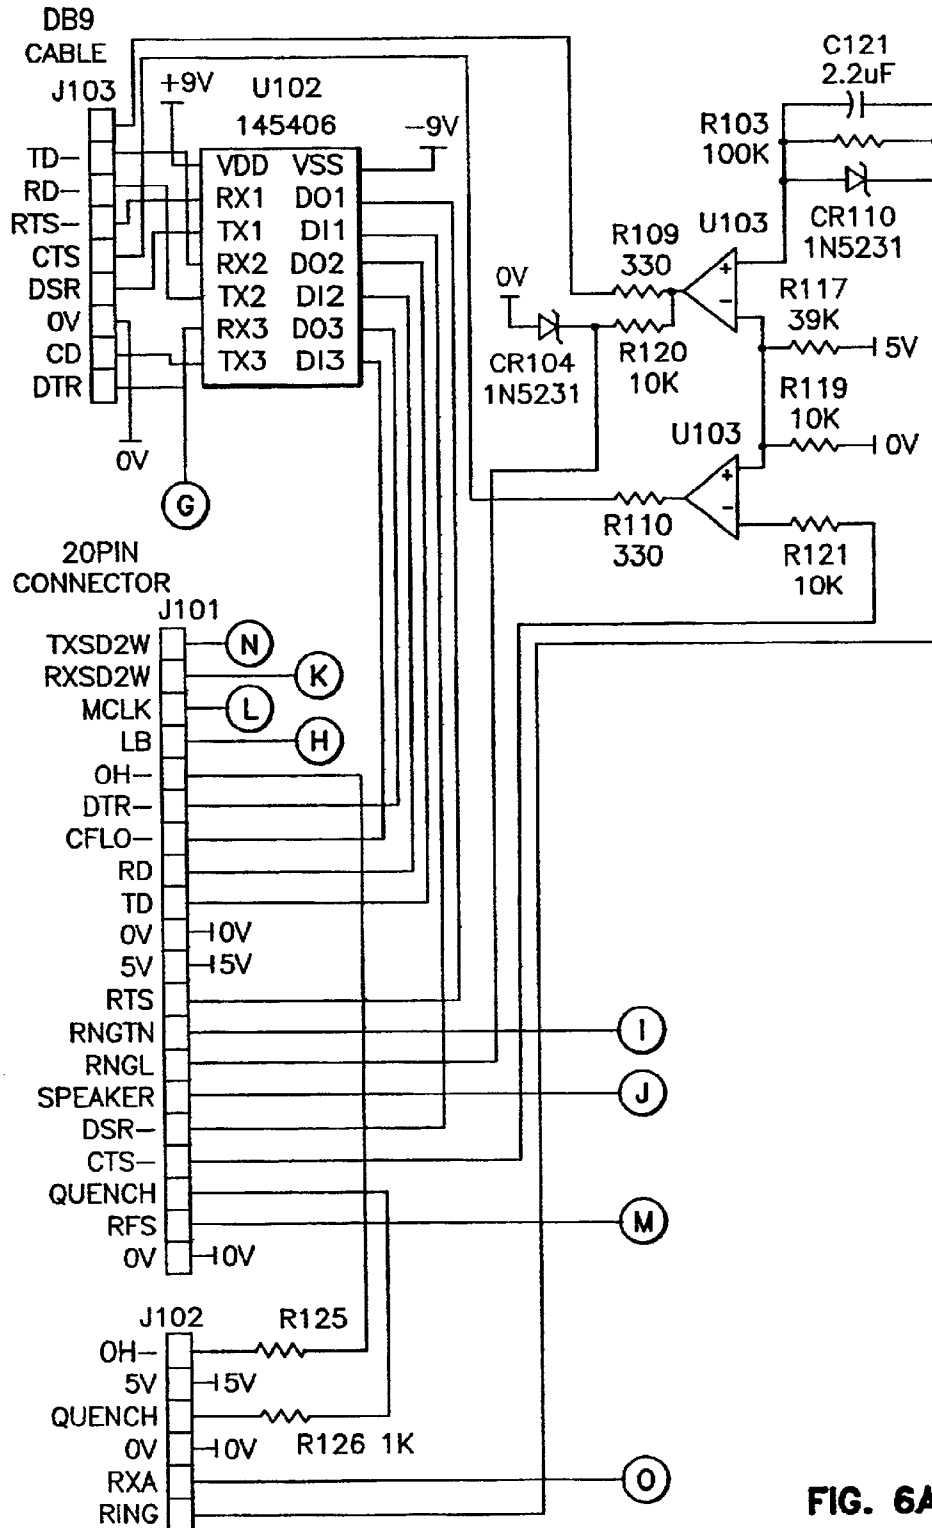 DB9
CABLE
J103
TD-
RD-
RTS-
CTS
DSR
0V
CD
DTR
+9V
U102
145406
-9V
VDD VSS
RX1 DO1
TX1 DI1
RX2 DO2
TX2 DI2
RX3 DO3
TX3 DI3
0V
G
C121
2.2uF
R103
100K
CR110
1N5231
U103
+
-
R109
330
0V
CR104
1N5231
R120
10K
R117
39K
5V
R119
10K
0V
U103
+
-
R110
330
R121
10K
20PIN
CONNECTOR
J101
TXSD2W N
RXSD2W K
MCLK L
LB H
OH-
DTR-
CFLO-
RD
TD
0V 0V
5V 5V
RTS
RNGTN I
RNGL
SPEAKER J
DSR-
CTS-
QUENCH
RFS M
0V 0V
J102
R125
OH-
5V 5V
QUENCH
0V 0V
R126 1K
RXA O
RING
FIG. 6A